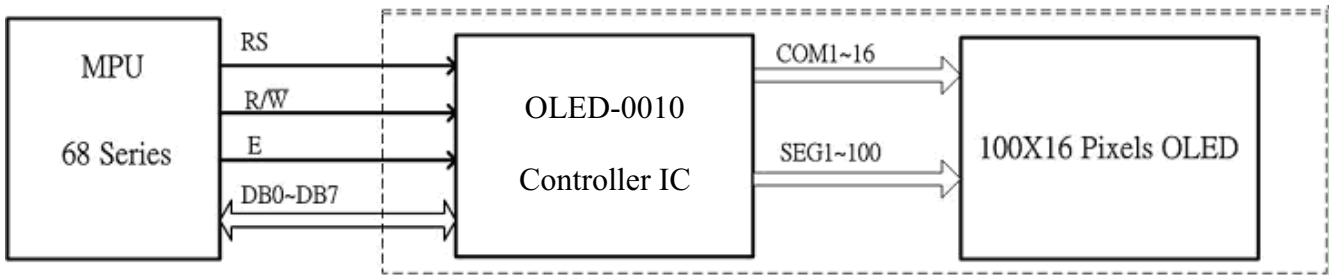 MPU
68 Series
RS
R/W̅
E
DB0~DB7
OLED-0010
Controller IC
COM1~16
SEG1~100
100X16 Pixels OLED